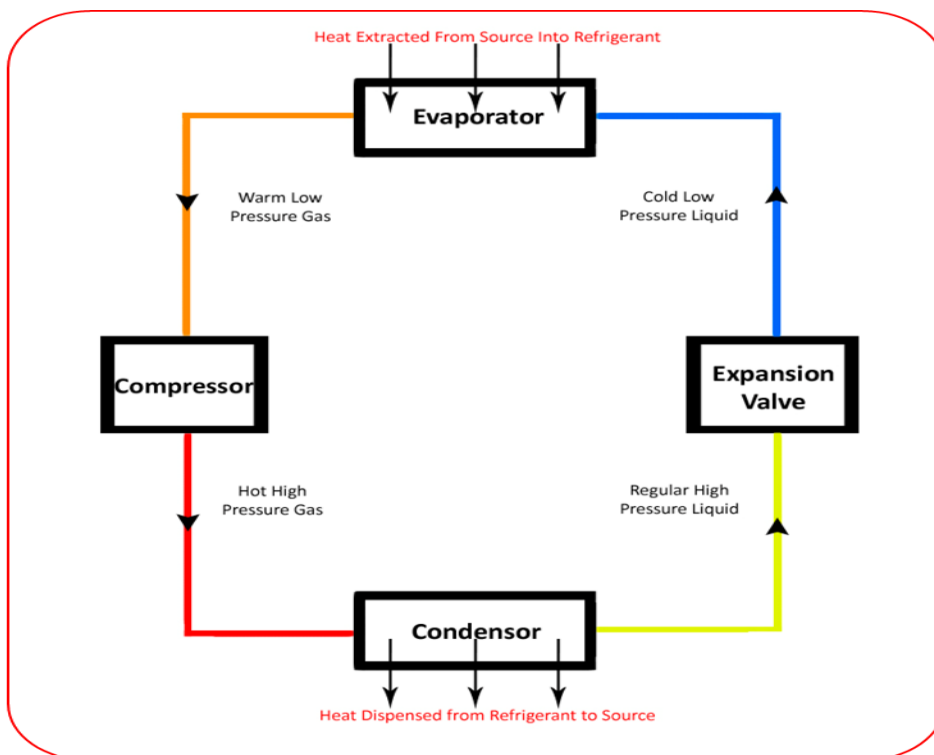 Heat Extracted From Source Into Refrigerant
Evaporator
Warm Low
Pressure Gas
Cold Low
Pressure Liquid
Compressor
Expansion
Valve
Hot High
Pressure Gas
Regular High
Pressure Liquid
Condensor
Heat Dispensed from Refrigerant to Source